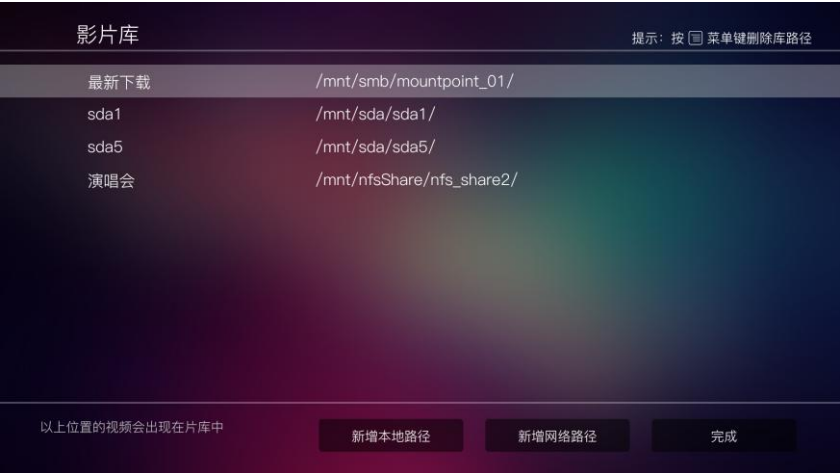 影片库
提示：按 菜单键删除库路径
最新下载 /mnt/smb/mountpoint_01/
sda1 /mnt/sda/sda1/
sda5 /mnt/sda/sda5/
演唱会 /mnt/nfsShare/nfs_share2/
以上位置的视频会出现在片库中
新增本地路径 新增网络路径 完成